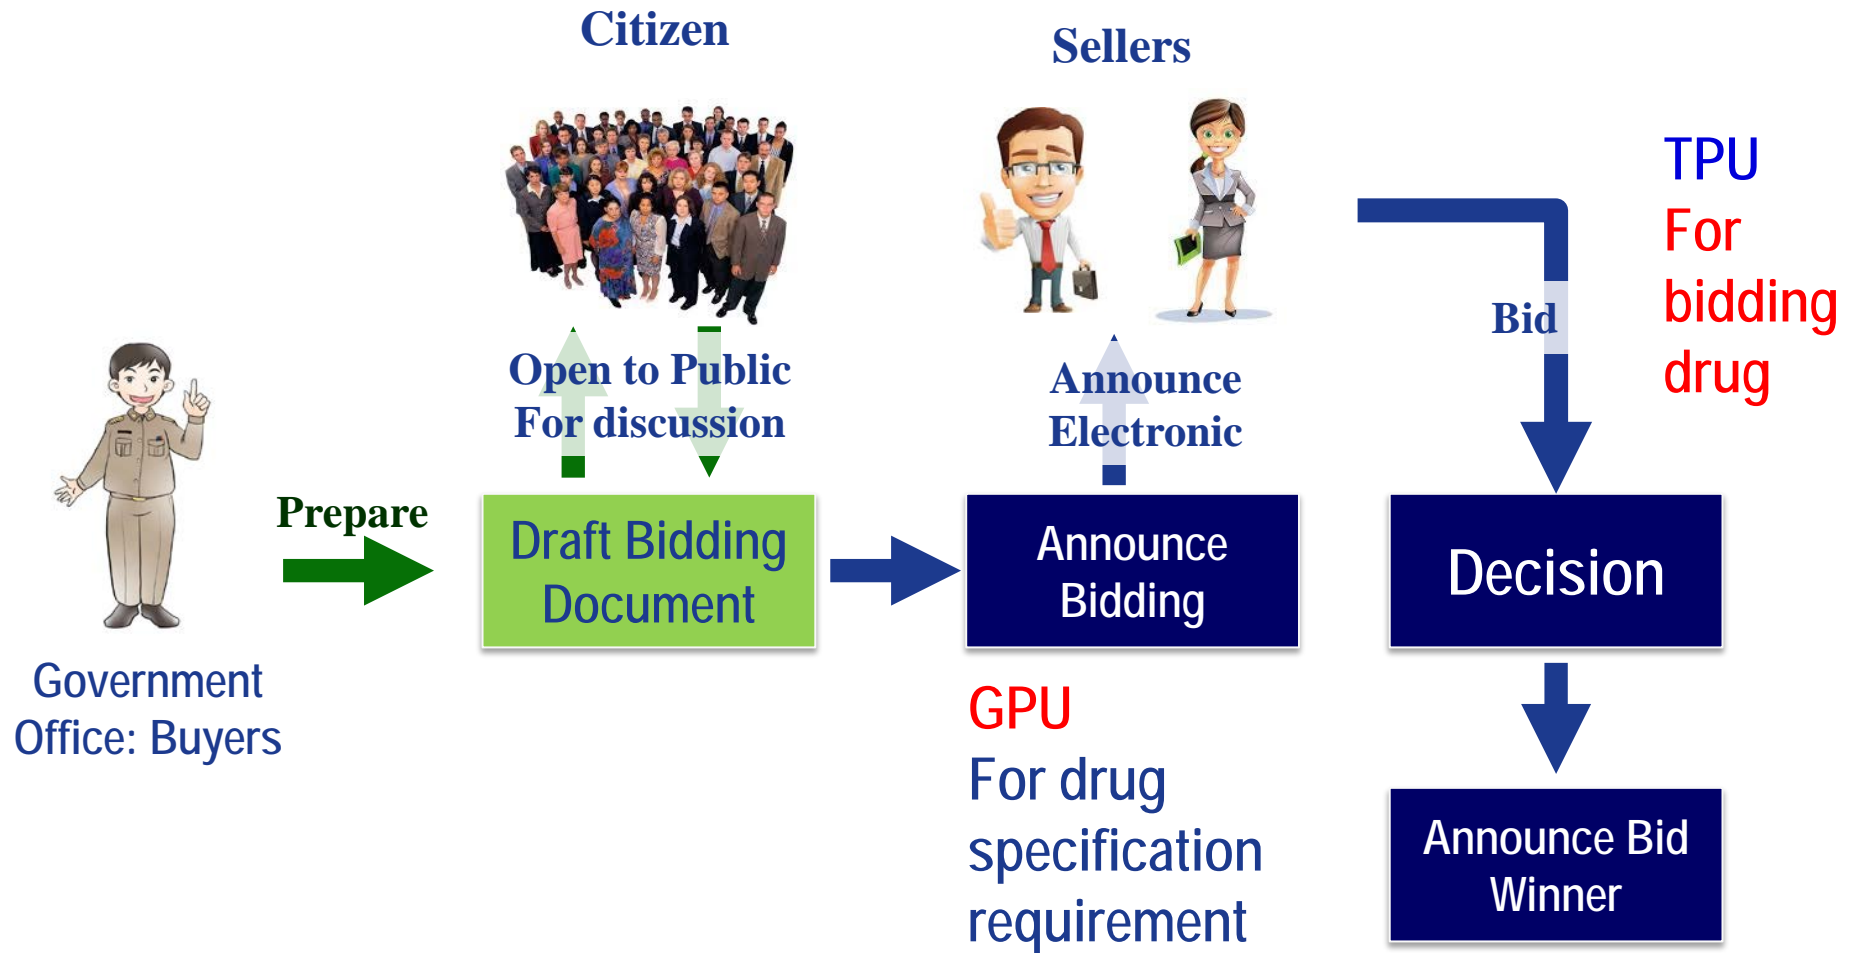 Citizen
Sellers
TPU
For
bidding
drug
Bid
Open to Public
For discussion
Announce
Electronic
Prepare
Draft Bidding
Document
Announce
Bidding
Decision
Government
Office: Buyers
GPU
For drug
specification
requirement
Announce Bid
Winner